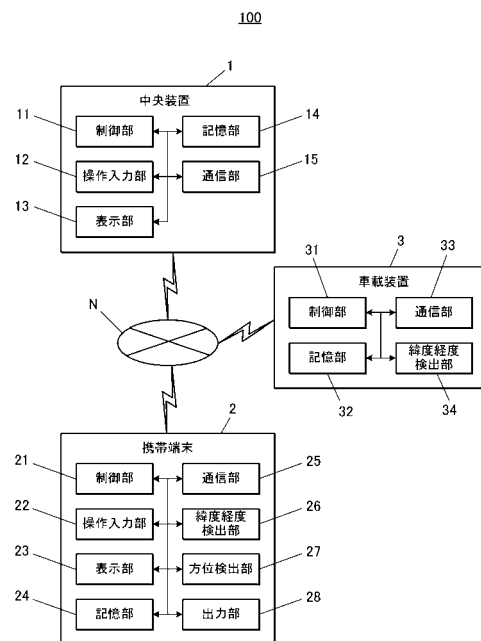 100
1
中央装置
11
制御部
記憶部
14
12
操作入力部
通信部
15
13
表示部
N
3
車載装置
31
33
制御部
通信部
記憶部
緯度経度
検出部
32
34
2
携帯端末
21
制御部
通信部
25
22
操作入力部
緯度経度
検出部
26
23
表示部
方位検出部
27
24
記憶部
出力部
28